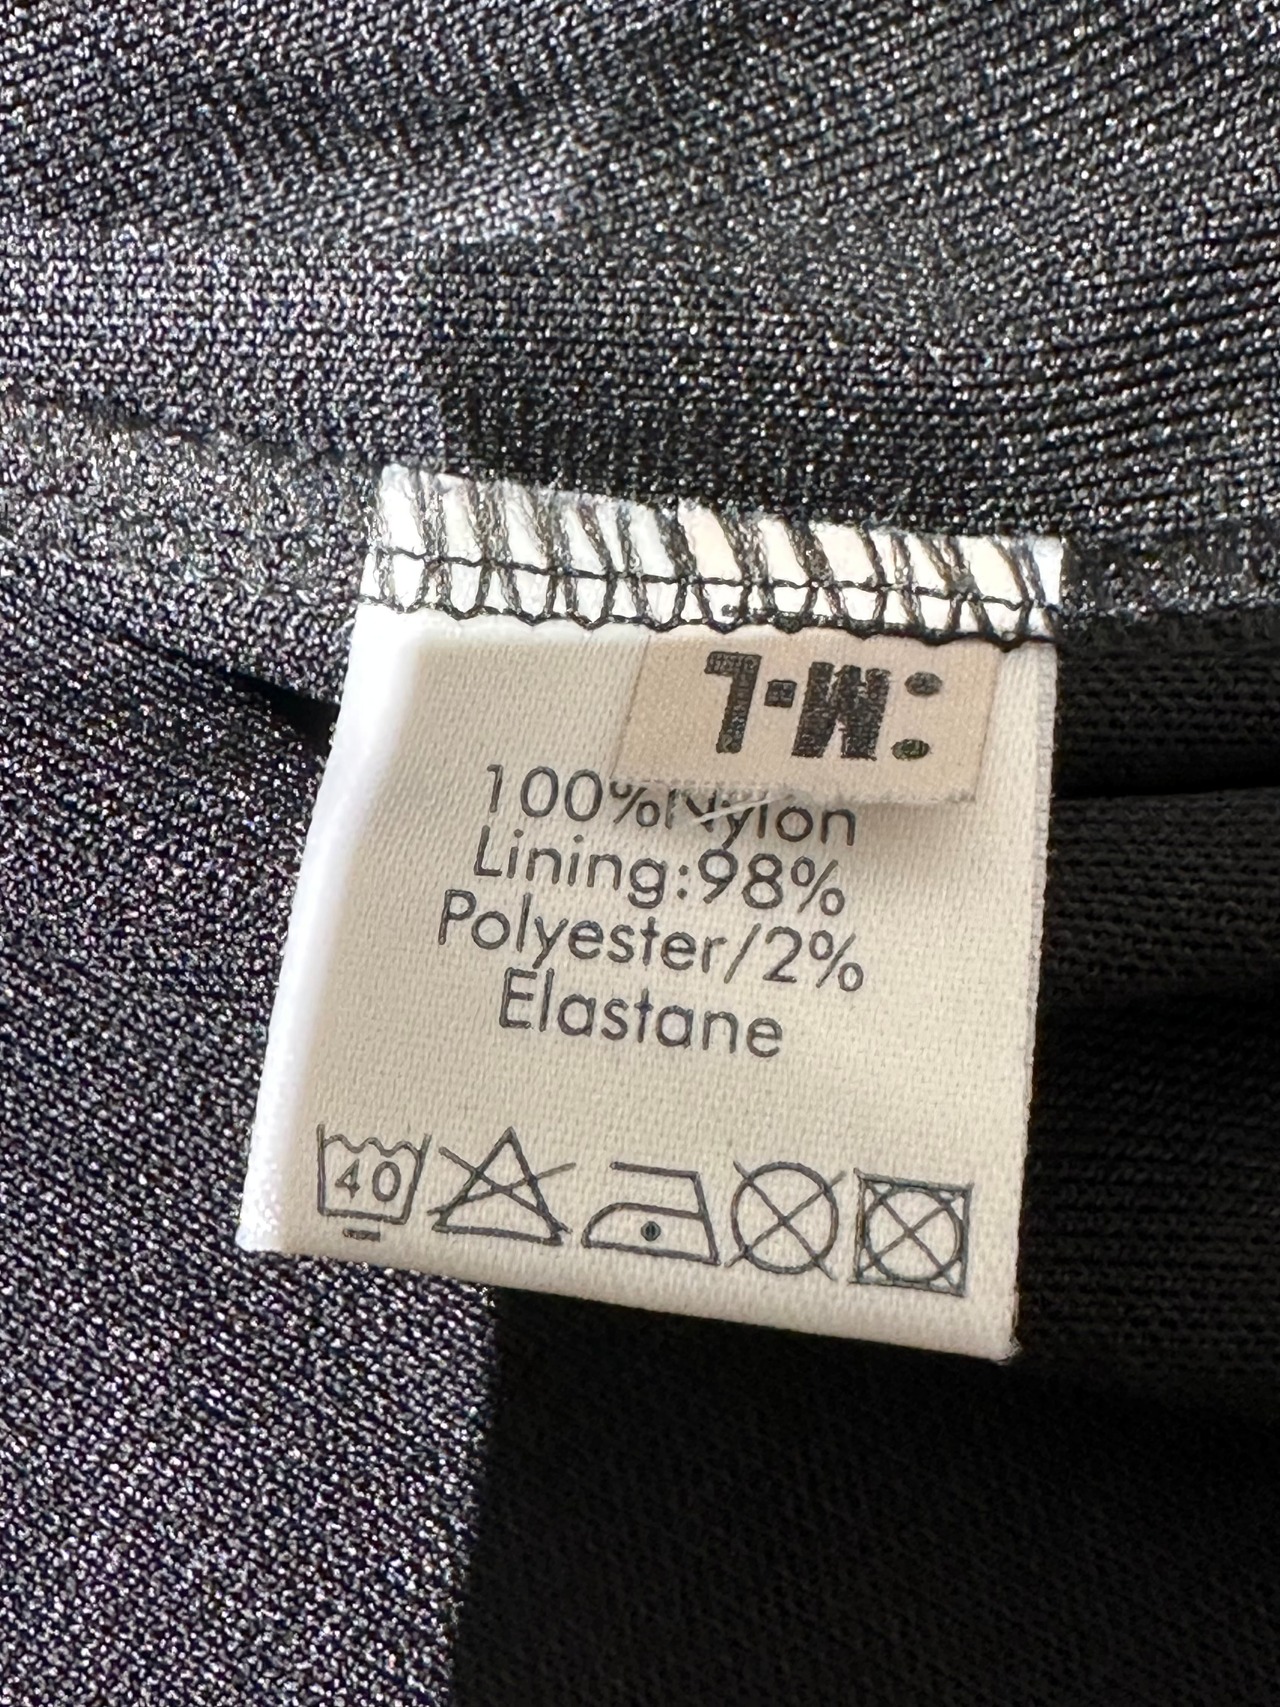 100%Nylon
Lining:98%
Polyester/2%
Elastane
40